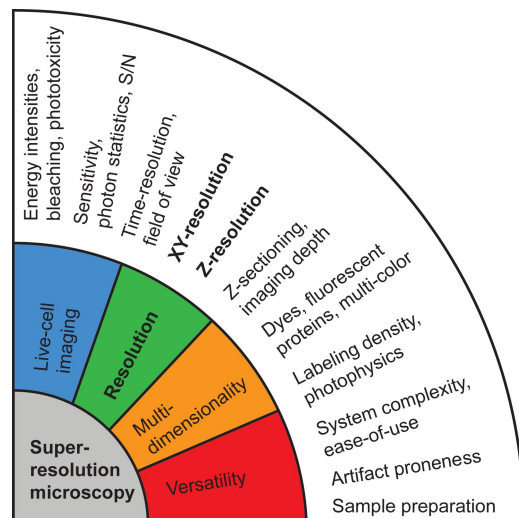 Energy intensities,
bleaching, phototoxicity
Sensitivity,
photon statistics, S/N
Time-resolution,
field of view
XY-resolution
Z-resolution
Z-sectioning,
imaging depth
Dyes, fluorescent
proteins, multi-color
Labeling density,
photophysics
System complexity,
ease-of-use
Artifact proneness
Sample preparation
Live-cell
imaging
Resolution
Multi-
dimensionality
Versatility
Super-
resolution
microscopy